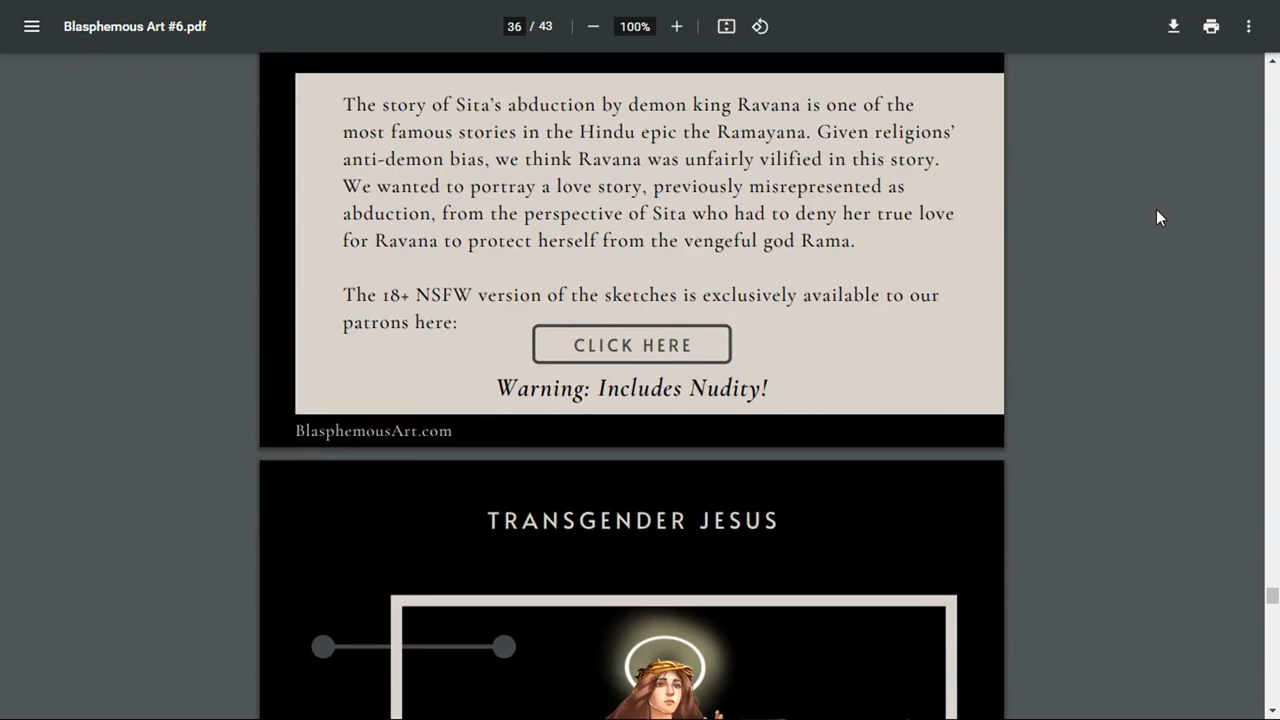 Blasphemous Art #6.pdf
36 / 43
100%
The story of Sita's abduction by demon king Ravana is one of the
most famous stories in the Hindu epic the Ramayana. Given religions'
anti-demon bias, we think Ravana was unfairly vilified in this story.
We wanted to portray a love story, previously misrepresented as
abduction, from the perspective of Sita who had to deny her true love
for Ravana to protect herself from the vengeful god Rama.
The 18+ NSFW version of the sketches is exclusively available to our
patrons here:
CLICK HERE
Warning: Includes Nudity!
BlasphemousArt.com
TRANSGENDER JESUS